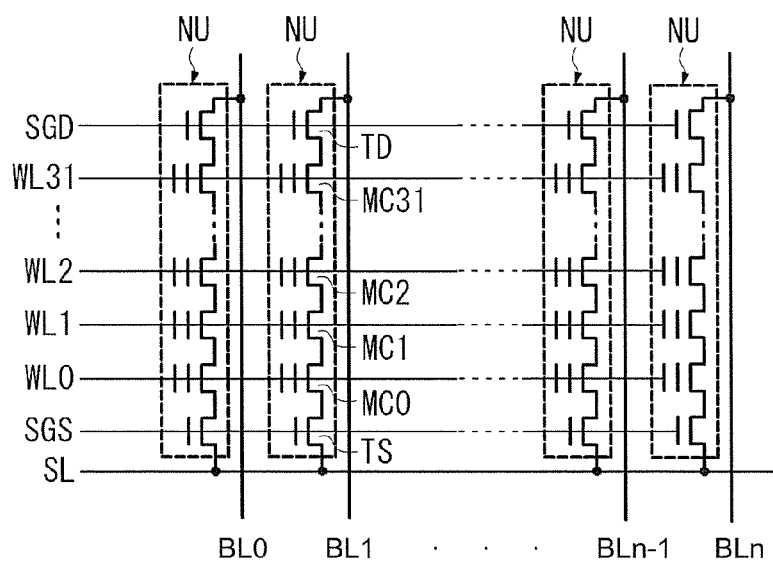 NU NU NU NU
SGD
TD
WL31
MC31
WL2
MC2
WL1
MC1
WL0
MC0
SGS
TS
SL
BL0 BL1 · · · BLn-1 BLn